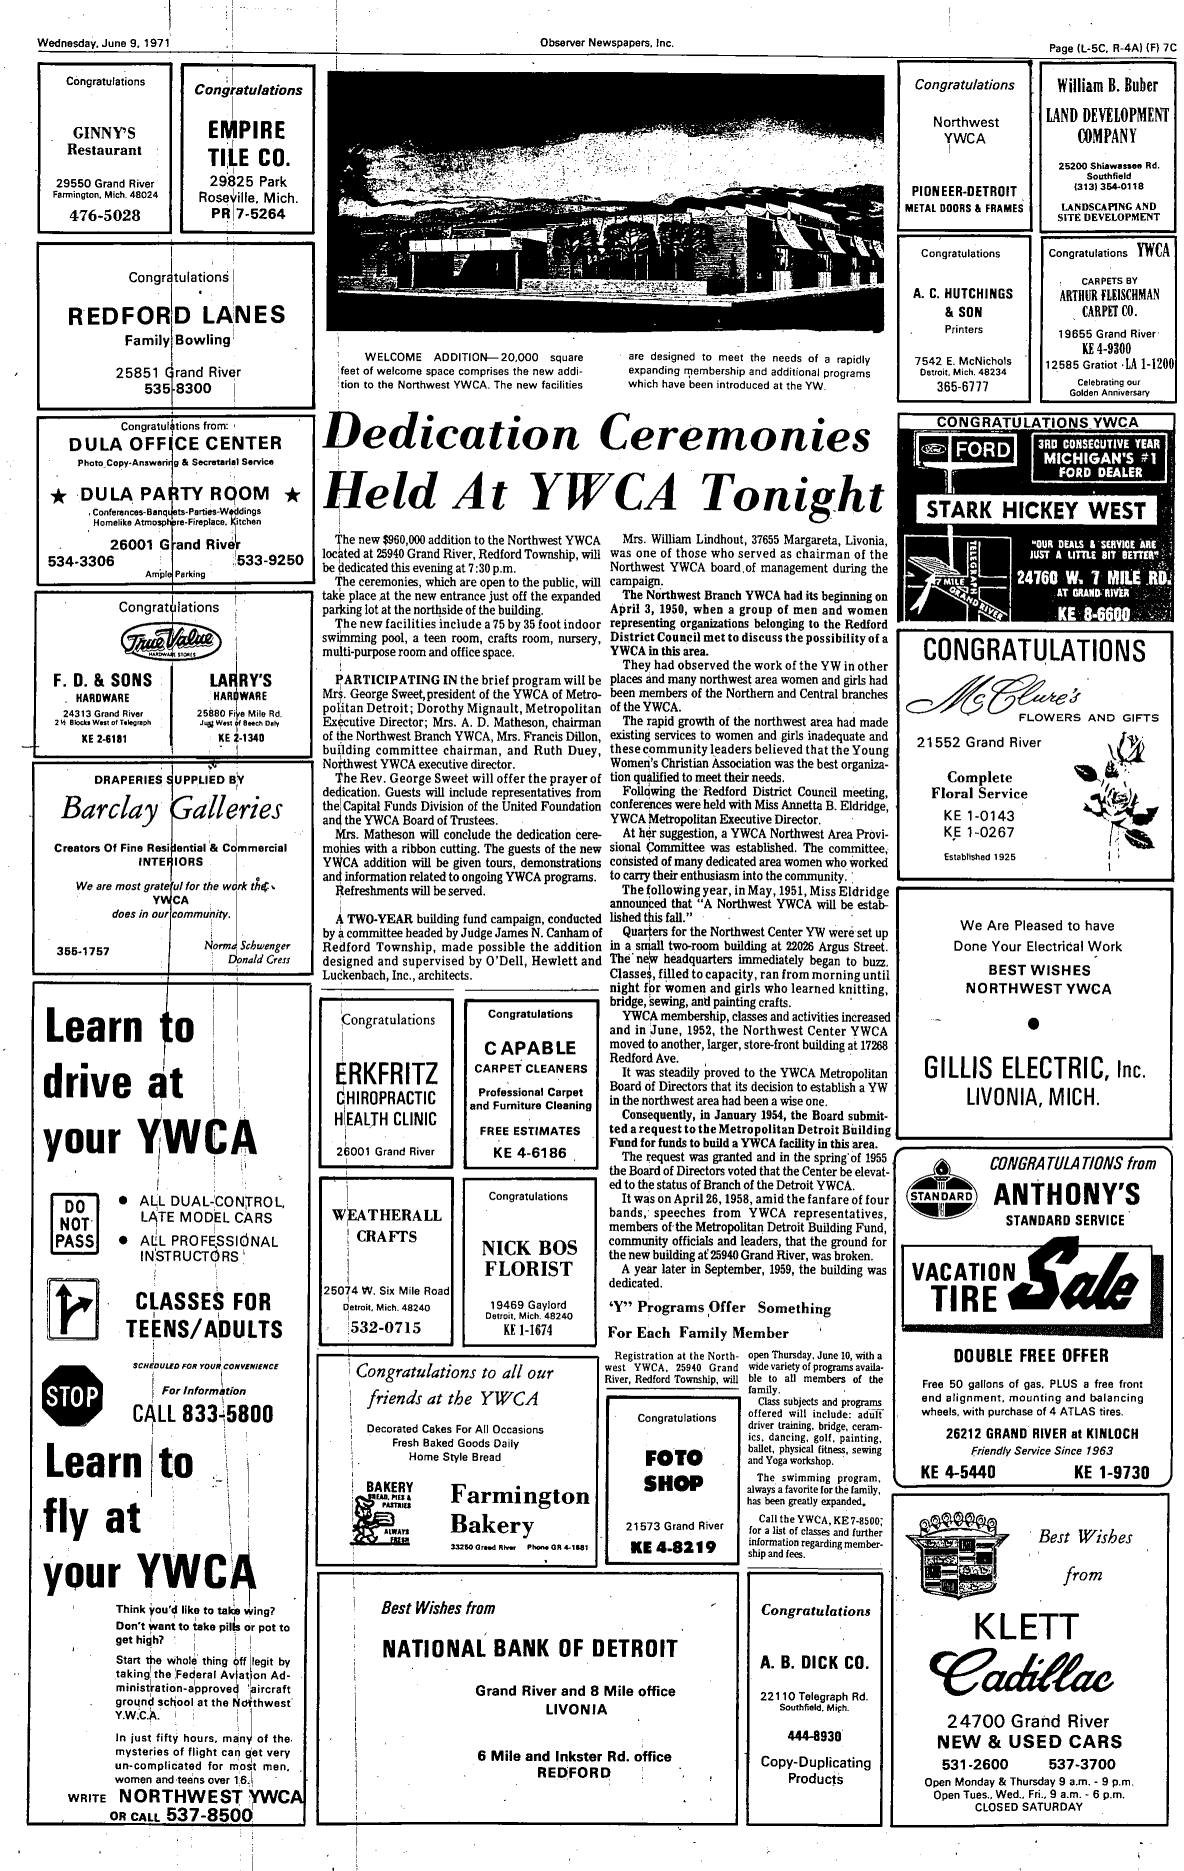 Wednesday, June 9, 1971
Observer Newspapers, Inc.
Page (L-5C, R-4A) (F) 7C
Congratulations
GINNY'S
Restaurant
29550 Grand River
Farmington, Mich. 48024
476-5028
Congratulations
EMPIRE
TILE CO.
29825 Park
Roseville, Mich.
PR 7-5264
Congratulations
REDFORD LANES
Family Bowling
25851 Grand River
535-8300
Congratulations from:
DULA OFFICE CENTER
Photo Copy-Answering & Secretarial Service
★ DULA PARTY ROOM ★
Conferences-Banquets-Parties-Weddings
Homelike Atmosphere-Fireplace, Kitchen
26001 Grand River
534-3306 533-9250
Ample Parking
Congratulations
True Value
HARDWARE STORES
F. D. & SONS
HARDWARE
24313 Grand River
2½ Blocks West of Telegraph
KE 2-6181
LARRY'S
HARDWARE
25880 Five Mile Rd.
Just West of Beech Daly
KE 2-1340
DRAPERIES SUPPLIED BY
Barclay Galleries
Creators Of Fine Residential & Commercial
INTERIORS
We are most grateful for the work the
YWCA
does in our community.
355-1757
Norma Schwenger
Donald Cress
Learn to
drive at
your YWCA
DO
NOT
PASS
● ALL DUAL-CONTROL,
LATE MODEL CARS
● ALL PROFESSIONAL
INSTRUCTORS
CLASSES FOR
TEENS/ADULTS
SCHEDULED FOR YOUR CONVENIENCE
STOP
For Information
CALL 833-5800
Learn to
fly at
your YWCA
Think you'd like to take wing?
Don't want to take pills or pot to
get high?
Start the whole thing off legit by
taking the Federal Aviation Ad-
ministration-approved aircraft
ground school at the Northwest
Y.W.C.A.
In just fifty hours, many of the
mysteries of flight can get very
un-complicated for most men,
women and teens over 16.
WRITE NORTHWEST YWCA
OR CALL 537-8500
WELCOME ADDITION—20,000 square
feet of welcome space comprises the new addi-
tion to the Northwest YWCA. The new facilities
are designed to meet the needs of a rapidly
expanding membership and additional programs
which have been introduced at the YW.
Dedication Ceremonies
Held At YWCA Tonight
The new $960,000 addition to the Northwest YWCA
located at 25940 Grand River, Redford Township, will
be dedicated this evening at 7:30 p.m.
The ceremonies, which are open to the public, will
take place at the new entrance just off the expanded
parking lot at the northside of the building.
The new facilities include a 75 by 35 foot indoor
swimming pool, a teen room, crafts room, nursery,
multi-purpose room and office space.
PARTICIPATING IN the brief program will be
Mrs. George Sweet, president of the YWCA of Metro-
politan Detroit; Dorothy Mignault, Metropolitan
Executive Director; Mrs. A. D. Matheson, chairman
of the Northwest Branch YWCA, Mrs. Francis Dillon,
building committee chairman, and Ruth Duey,
Northwest YWCA executive director.
The Rev. George Sweet will offer the prayer of
dedication. Guests will include representatives from
the Capital Funds Division of the United Foundation
and the YWCA Board of Trustees.
Mrs. Matheson will conclude the dedication cere-
monies with a ribbon cutting. The guests of the new
YWCA addition will be given tours, demonstrations
and information related to ongoing YWCA programs.
Refreshments will be served.
A TWO-YEAR building fund campaign, conducted
by a committee headed by Judge James N. Canham of
Redford Township, made possible the addition
designed and supervised by O'Dell, Hewlett and
Luckenbach, Inc., architects.
Mrs. William Lindhout, 37655 Margareta, Livonia,
was one of those who served as chairman of the
Northwest YWCA board of management during the
campaign.
The Northwest Branch YWCA had its beginning on
April 3, 1950, when a group of men and women
representing organizations belonging to the Redford
District Council met to discuss the possibility of a
YWCA in this area.
They had observed the work of the YW in other
places and many northwest area women and girls had
been members of the Northern and Central branches
of the YWCA.
The rapid growth of the northwest area had made
existing services to women and girls inadequate and
these community leaders believed that the Young
Women's Christian Association was the best organiza-
tion qualified to meet their needs.
Following the Redford District Council meeting,
conferences were held with Miss Annetta B. Eldridge,
YWCA Metropolitan Executive Director.
At her suggestion, a YWCA Northwest Area Provi-
sional Committee was established. The committee,
consisted of many dedicated area women who worked
to carry their enthusiasm into the community.
The following year, in May, 1951, Miss Eldridge
announced that "A Northwest YWCA will be estab-
lished this fall."
Quarters for the Northwest Center YW were set up
in a small two-room building at 22026 Argus Street.
The new headquarters immediately began to buzz.
Classes, filled to capacity, ran from morning until
night for women and girls who learned knitting,
bridge, sewing, and painting crafts.
YWCA membership, classes and activities increased
and in June, 1952, the Northwest Center YWCA
moved to another, larger, store-front building at 17268
Redford Ave.
It was steadily proved to the YWCA Metropolitan
Board of Directors that its decision to establish a YW
in the northwest area had been a wise one.
Consequently, in January 1954, the Board submit-
ted a request to the Metropolitan Detroit Building
Fund for funds to build a YWCA facility in this area.
The request was granted and in the spring of 1955
the Board of Directors voted that the Center be elevat-
ed to the status of Branch of the Detroit YWCA.
It was on April 26, 1958, amid the fanfare of four
bands, speeches from YWCA representatives,
members of the Metropolitan Detroit Building Fund,
community officials and leaders, that the ground for
the new building at 25940 Grand River, was broken.
A year later in September, 1959, the building was
dedicated.
'Y" Programs Offer Something
For Each Family Member
Registration at the North-
west YWCA, 25940 Grand
River, Redford Township, will
open Thursday, June 10, with a
wide variety of programs availa-
ble to all members of the
family.
Class subjects and programs
offered will include: adult
driver training, bridge, ceram-
ics, dancing, golf, painting,
ballet, physical fitness, sewing
and Yoga workshop.
The swimming program,
always a favorite for the family,
has been greatly expanded.
Call the YWCA, KE 7-8500;
for a list of classes and further
information regarding member-
ship and fees.
Congratulations
ERKFRITZ
CHIROPRACTIC
HEALTH CLINIC
26001 Grand River
Congratulations
CAPABLE
CARPET CLEANERS
Professional Carpet
and Furniture Cleaning
FREE ESTIMATES
KE 4-6186
WEATHERALL
CRAFTS
25074 W. Six Mile Road
Detroit, Mich. 48240
532-0715
Congratulations
NICK BOS
FLORIST
19469 Gaylord
Detroit, Mich. 48240
KE 1-1674
Congratulations to all our
friends at the YWCA
Decorated Cakes For All Occasions
Fresh Baked Goods Daily
Home Style Bread
BAKERY
BREAD, PIES &
PASTRIES
ALWAYS
FRESH
Farmington
Bakery
33250 Grand River Phone GR 4-1681
Congratulations
FOTO
SHOP
21573 Grand River
KE 4-8219
Best Wishes from
NATIONAL BANK OF DETROIT
Grand River and 8 Mile office
LIVONIA
6 Mile and Inkster Rd. office
REDFORD
Congratulations
A. B. DICK CO.
22110 Telegraph Rd.
Southfield, Mich.
444-8930
Copy-Duplicating
Products
Congratulations
Northwest
YWCA
PIONEER-DETROIT
METAL DOORS & FRAMES
William B. Buber
LAND DEVELOPMENT
COMPANY
25200 Shiawassee Rd.
Southfield
(313) 354-0118
LANDSCAPING AND
SITE DEVELOPMENT
Congratulations
A. C. HUTCHINGS
& SON
Printers
7542 E. McNichols
Detroit, Mich. 48234
365-6777
Congratulations YWCA
CARPETS BY
ARTHUR FLEISCHMAN
CARPET CO.
19655 Grand River
KE 4-9300
12585 Gratiot · LA 1-1200
Celebrating our
Golden Anniversary
CONGRATULATIONS YWCA
Ford
FORD
3RD CONSECUTIVE YEAR
MICHIGAN'S #1
FORD DEALER
STARK HICKEY WEST
7 MILE
GRAND RIVER
TELEGRAPH
"OUR DEALS & SERVICE ARE
JUST A LITTLE BIT BETTER"
24760 W. 7 MILE RD.
AT GRAND RIVER
KE 8-6600
CONGRATULATIONS
McClure's
FLOWERS AND GIFTS
21552 Grand River
Complete
Floral Service
KE 1-0143
KE 1-0267
Established 1925
We Are Pleased to have
Done Your Electrical Work
BEST WISHES
NORTHWEST YWCA
●
GILLIS ELECTRIC, Inc.
LIVONIA, MICH.
STANDARD
CONGRATULATIONS from
ANTHONY'S
STANDARD SERVICE
VACATION
TIRE Sale
DOUBLE FREE OFFER
Free 50 gallons of gas, PLUS a free front
end alignment, mounting and balancing
wheels, with purchase of 4 ATLAS tires.
26212 GRAND RIVER at KINLOCH
Friendly Service Since 1963
KE 4-5440 KE 1-9730
Best Wishes
from
KLETT
Cadillac
24700 Grand River
NEW & USED CARS
531-2600 537-3700
Open Monday & Thursday 9 a.m. - 9 p.m.
Open Tues., Wed., Fri., 9 a.m. - 6 p.m.
CLOSED SATURDAY